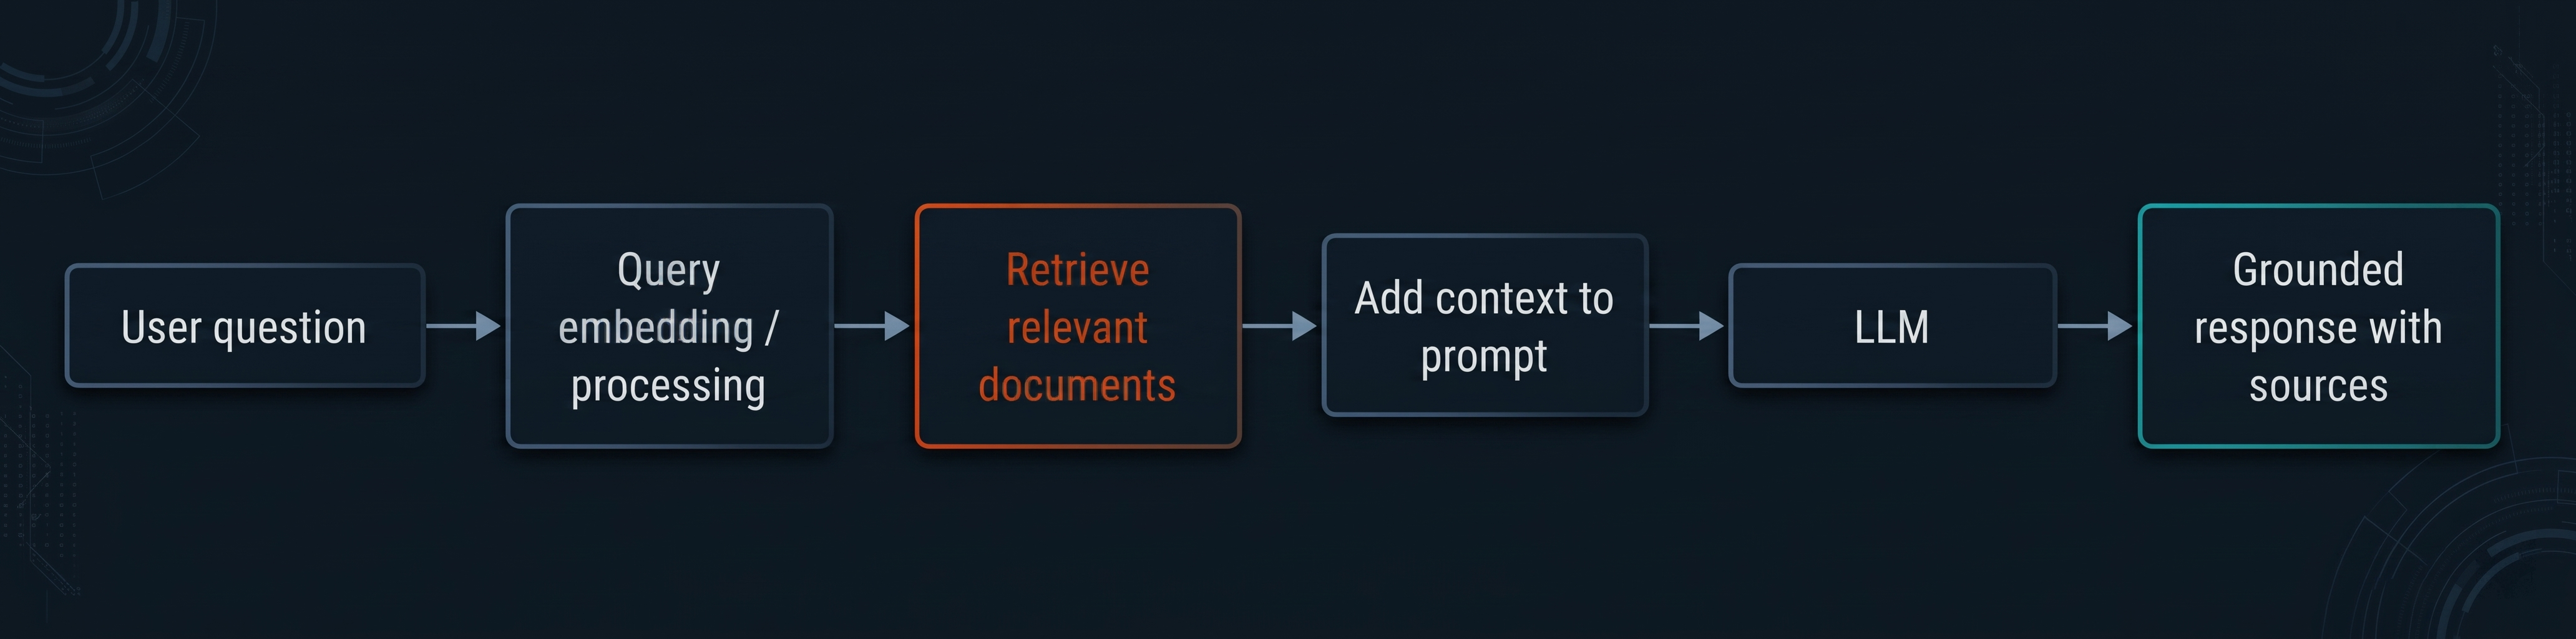 User question
Query
embedding /
processing
Retrieve
relevant
documents
Add context to
prompt
LLM
Grounded
response with
sources